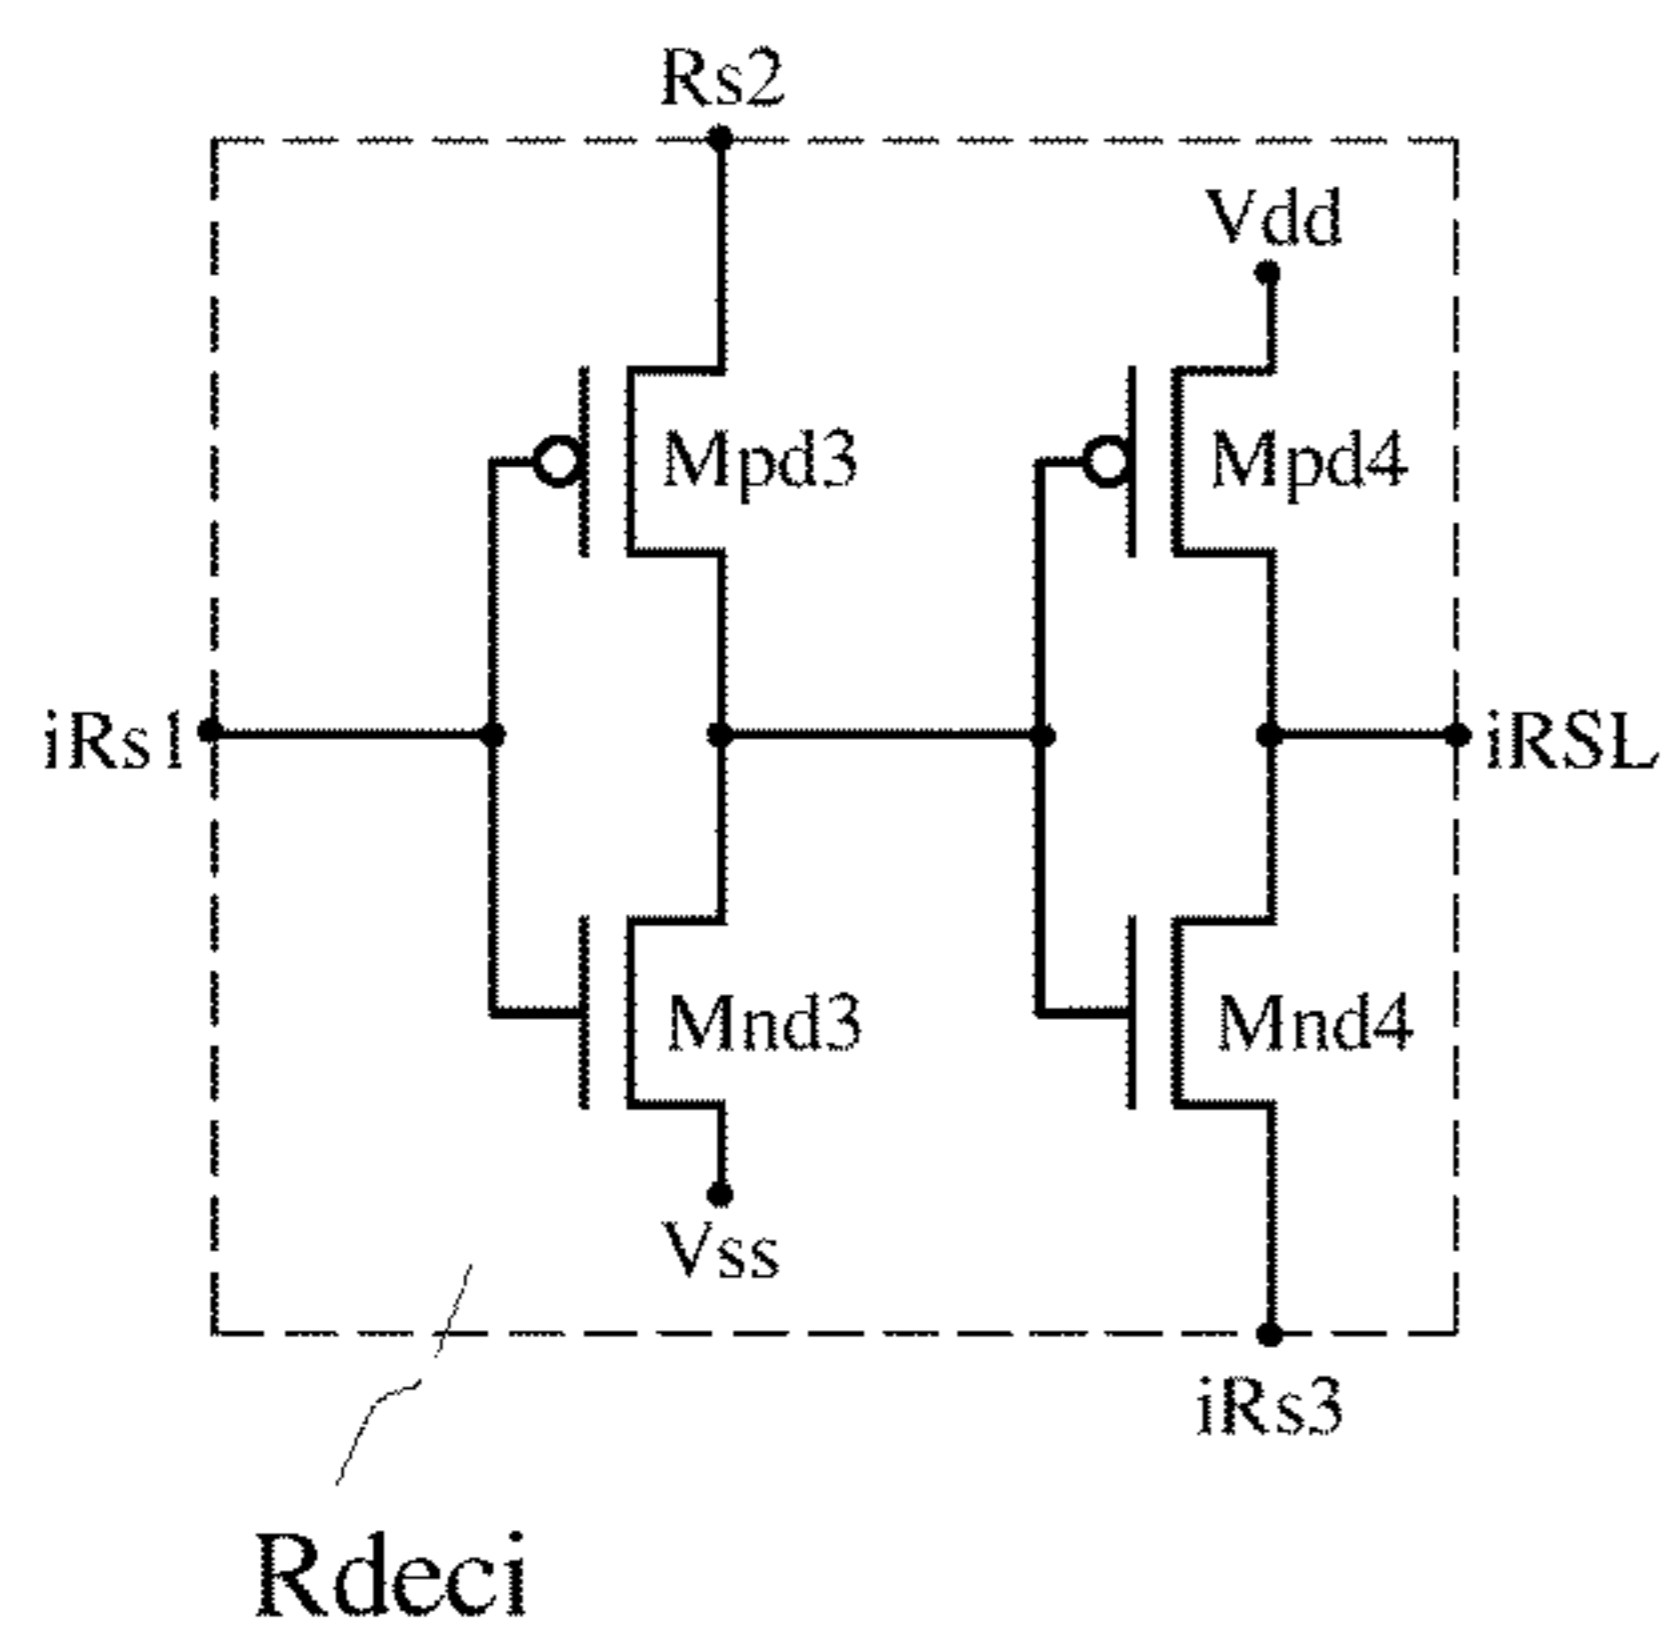 Rs2
Vdd
Mpd3
Mpd4
iRs1
iRSL
Mnd3
Mnd4
Vss
iRs3
Rdeci